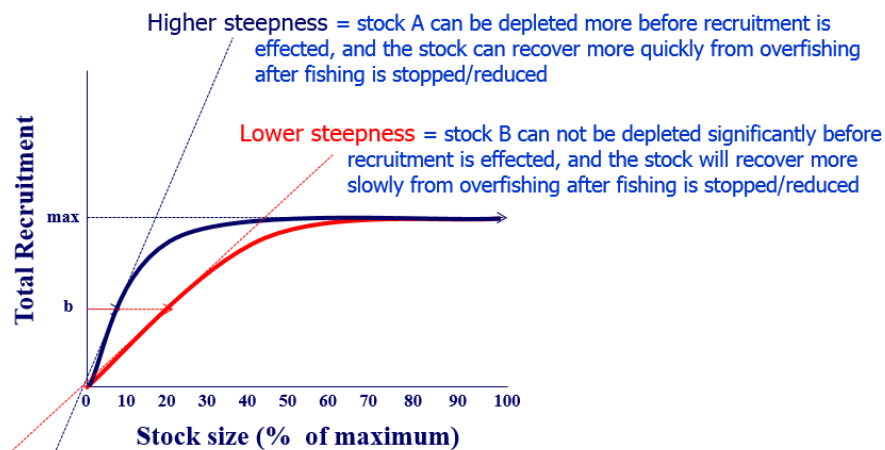 Higher steepness = stock A can be depleted more before recruitment is
effected, and the stock can recover more quickly from overfishing
after fishing is stopped/reduced
Lower steepness = stock B can not be depleted significantly before
recruitment is effected, and the stock will recover more
slowly from overfishing after fishing is stopped/reduced
Total Recruitment
max
b
0 10 20 30 40 50 60 70 80 90 100
Stock size (% of maximum)